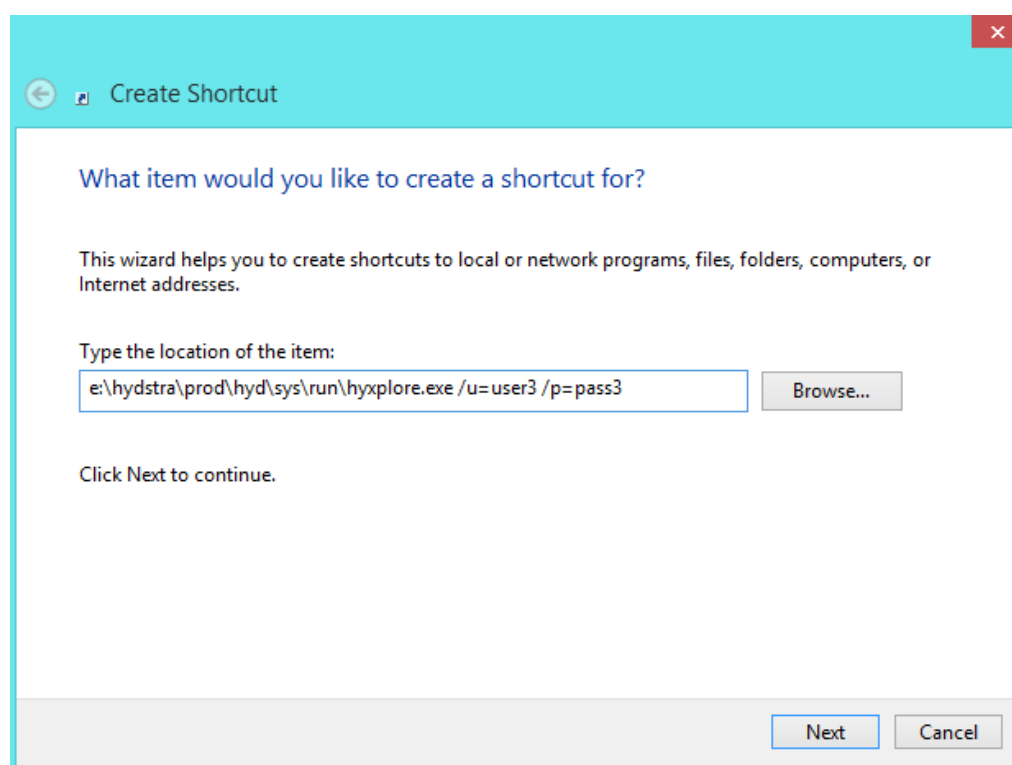 Create Shortcut
What item would you like to create a shortcut for?
This wizard helps you to create shortcuts to local or network programs, files, folders, computers, or
Internet addresses.
Type the location of the item:
e:\hydstra\prod\hyd\sys\run\hyxplore.exe /u=user3 /p=pass3
Browse...
Click Next to continue.
Next
Cancel